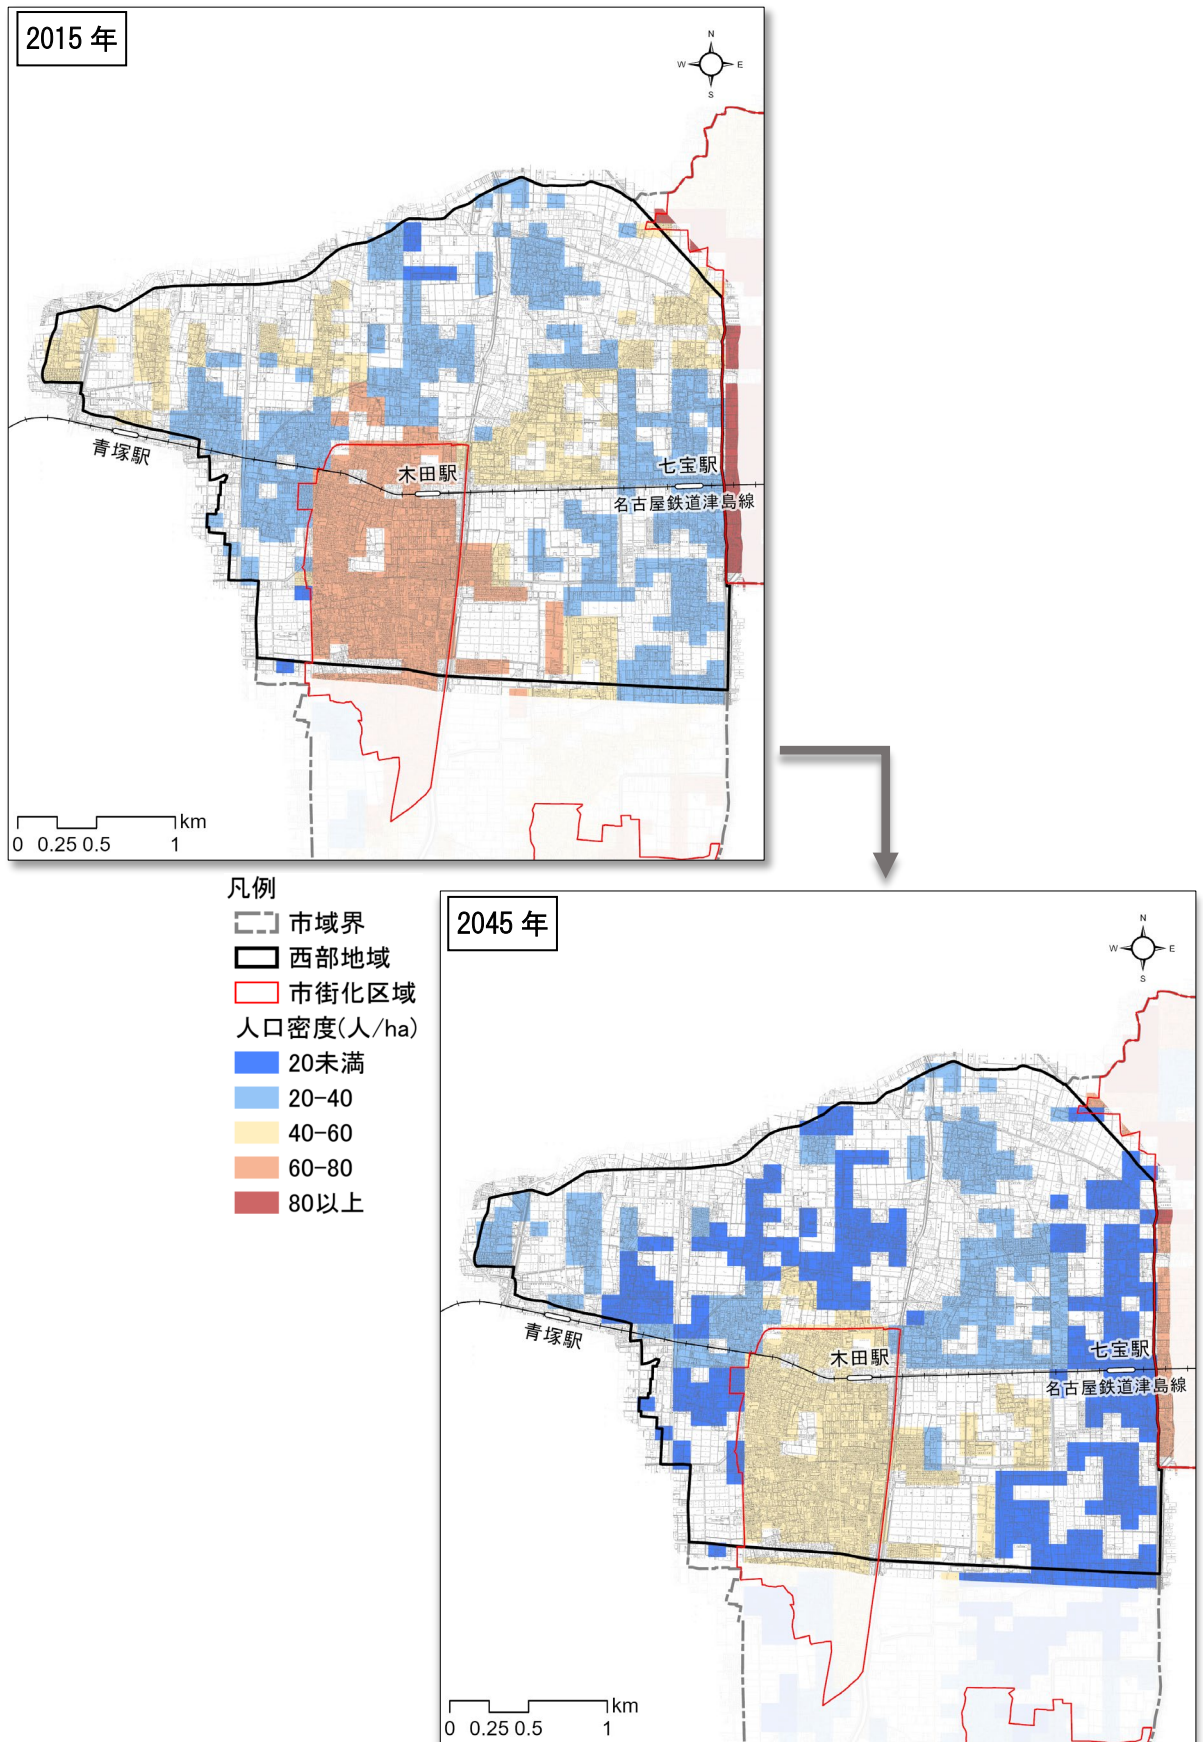 2015 年
N
W E
S
青塚駅
木田駅
七宝駅
名古屋鉄道津島線
km
0 0.25 0.5 1
凡例
市域界
西部地域
市街化区域
人口密度(人/ha)
20未満
20-40
40-60
60-80
80以上
2045 年
N
W E
S
青塚駅
木田駅
七宝駅
名古屋鉄道津島線
km
0 0.25 0.5 1